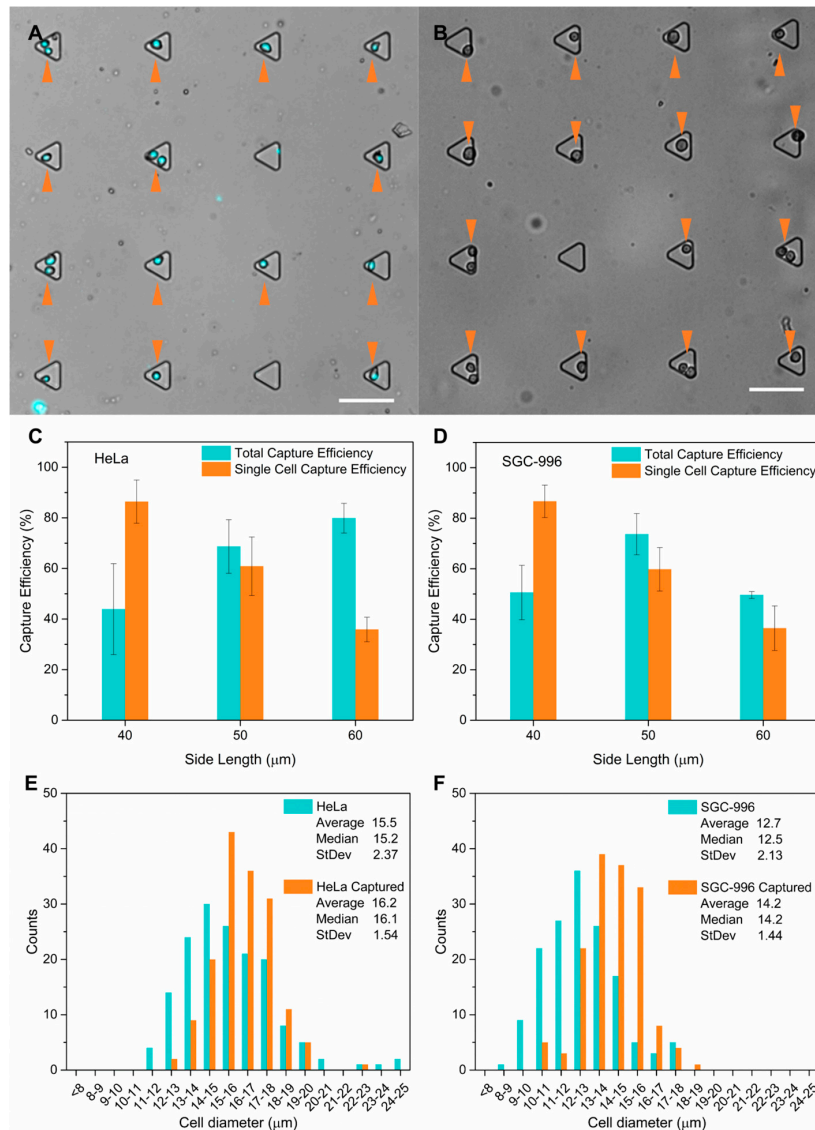 A
B
C
HeLa
Total Capture Efficiency
Single Cell Capture Efficiency
Capture Efficiency (%)
100
80
60
40
20
0
40
50
60
Side Length (μm)
D
SGC-996
Total Capture Efficiency
Single Cell Capture Efficiency
Capture Efficiency (%)
100
80
60
40
20
0
40
50
60
Side Length (μm)
E
HeLa
Average 15.5
Median 15.2
StDev 2.37
HeLa Captured
Average 16.2
Median 16.1
StDev 1.54
Counts
50
40
30
20
10
0
<8
8-9
9-10
10-11
11-12
12-13
13-14
14-15
15-16
16-17
17-18
18-19
19-20
20-21
21-22
22-23
23-24
24-25
Cell diameter (μm)
F
SGC-996
Average 12.7
Median 12.5
StDev 2.13
SGC-996 Captured
Average 14.2
Median 14.2
StDev 1.44
Counts
50
40
30
20
10
0
<8
8-9
9-10
10-11
11-12
12-13
13-14
14-15
15-16
16-17
17-18
18-19
19-20
20-21
21-22
22-23
23-24
24-25
Cell diameter (μm)